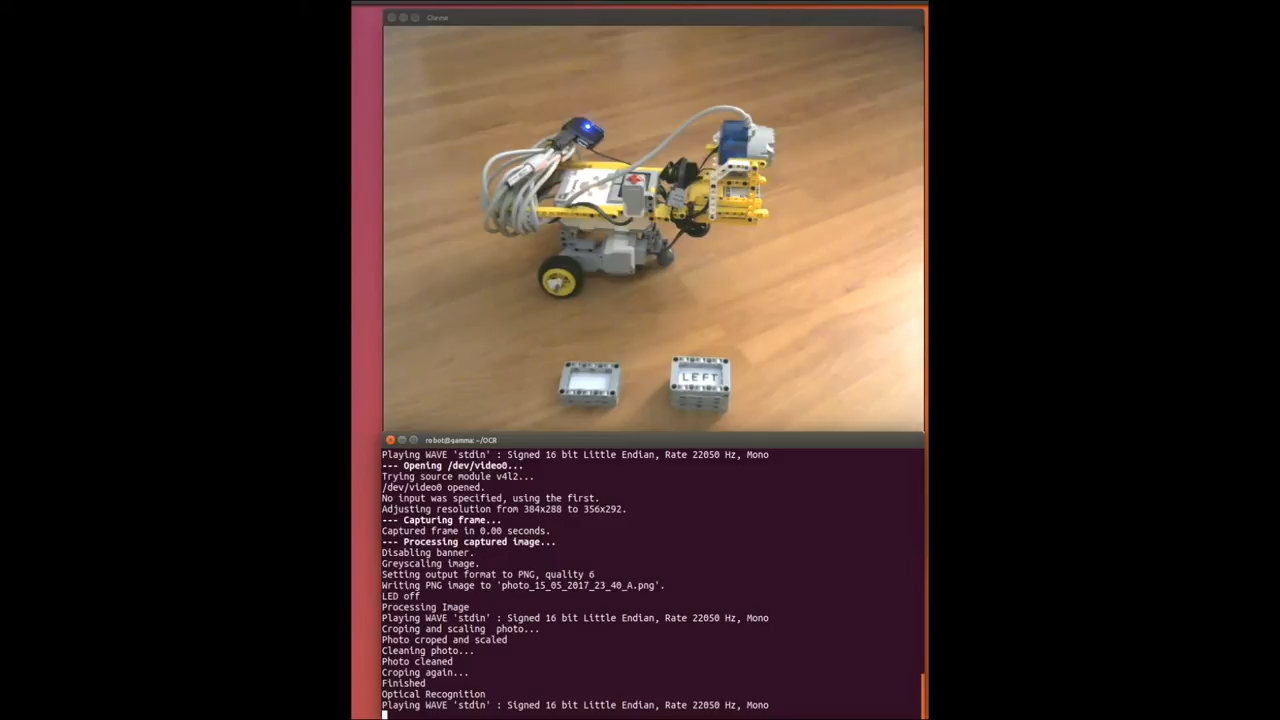 Cheese
LEFT
robot@gamma:~/OCR
Playing WAVE 'stdin' : Signed 16 bit Little Endian, Rate 22050 Hz, Mono
--- Opening /dev/video0...
Trying source module v4l2...
/dev/video0 opened.
No input was specified, using the first.
Adjusting resolution from 384x288 to 356x292.
--- Capturing frame...
Captured frame in 0.00 seconds.
--- Processing captured image...
Disabling banner.
Greyscaling image.
Setting output format to PNG, quality 6
Writing PNG image to 'photo_15_05_2017_23_40_A.png'.
LED off
Processing Image
Playing WAVE 'stdin' : Signed 16 bit Little Endian, Rate 22050 Hz, Mono
Croping and scaling  photo...
Photo croped and scaled
Cleaning photo...
Photo cleaned
Croping again...
Finished
Optical Recognition
Playing WAVE 'stdin' : Signed 16 bit Little Endian, Rate 22050 Hz, Mono